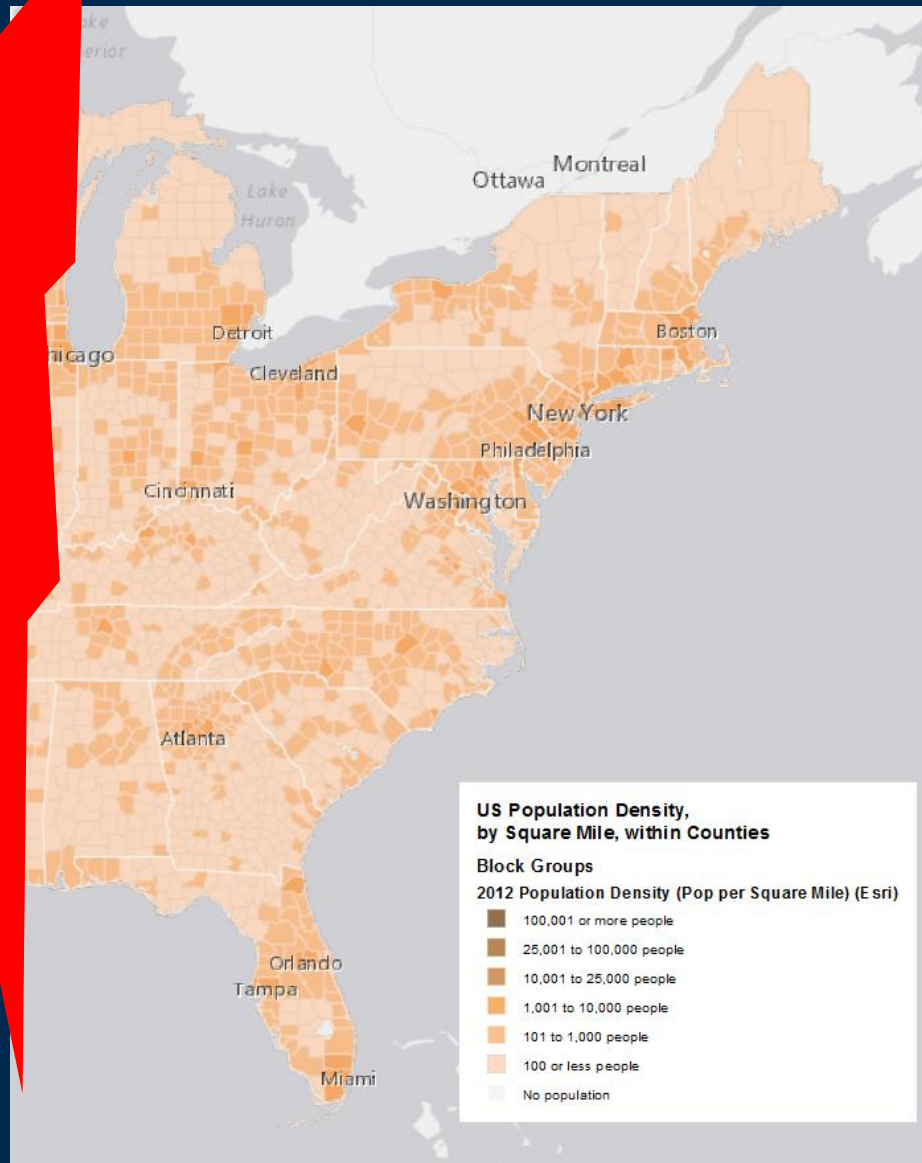 ake
erior
Montreal
Ottawa
Lake
Huron
Detroit
Boston
hicago
Cleveland
New York
Philadelphia
Cincinnati
Washington
Atlanta
US Population Density,
by Square Mile, within Counties
Block Groups
2012 Population Density (Pop per Square Mile) (Esri)
100,001 or more people
25,001 to 100,000 people
10,001 to 25,000 people
1,001 to 10,000 people
101 to 1,000 people
100 or less people
No population
Orlando
Tampa
Miami